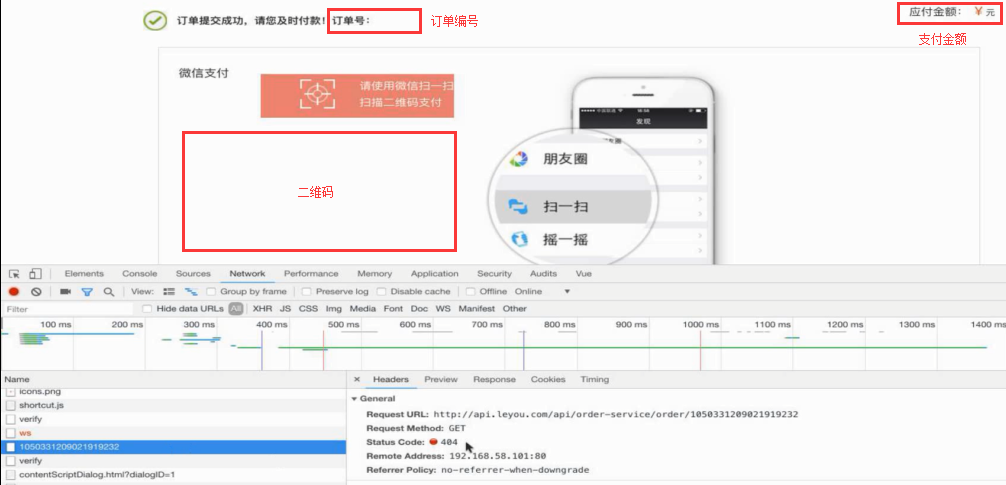 订单提交成功，请您及时付款！订单号：
订单编号
应付金额： ￥元
支付金额
微信支付
请使用微信扫一扫
扫描二维码支付
发现
朋友圈
二维码
扫一扫
摇一摇
Elements Console Sources Network Performance Memory Application Security Audits Vue
View: Group by frame Preserve log Disable cache Offline Online
Filter Hide data URLs All XHR JS CSS Img Media Font Doc WS Manifest Other
100 ms 200 ms 300 ms 400 ms 500 ms 600 ms 700 ms 800 ms 900 ms 1000 ms 1100 ms 1200 ms 1300 ms 1400 ms
Name
icons.png
shortcut.js
verify
ws
1050331209021919232
verify
contentScriptDialog.html?dialogID=1
× Headers Preview Response Cookies Timing
General
Request URL: http://api.leyou.com/api/order-service/order/1050331209021919232
Request Method: GET
Status Code: 404
Remote Address: 192.168.58.101:80
Referrer Policy: no-referrer-when-downgrade